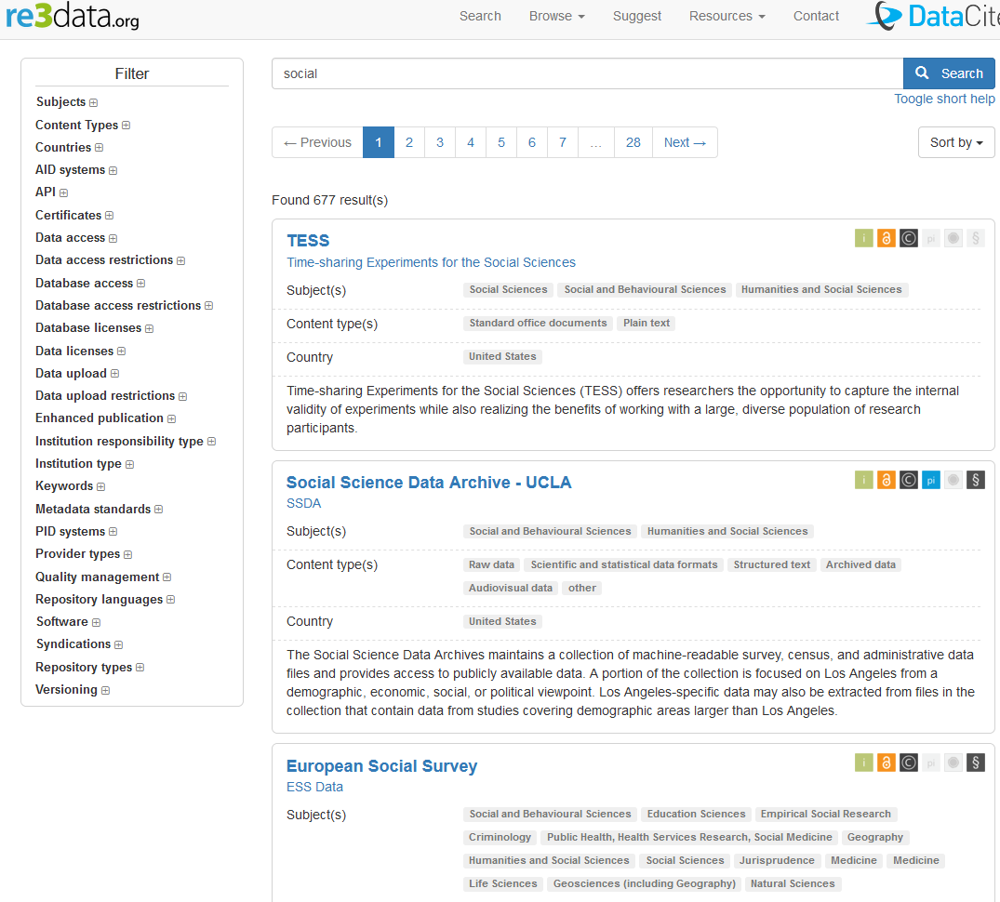 re3data.org
Search Browse Suggest Resources Contact
DataCite
Filter
Subjects
Content Types
Countries
AID systems
API
Certificates
Data access
Data access restrictions
Database access
Database access restrictions
Database licenses
Data licenses
Data upload
Data upload restrictions
Enhanced publication
Institution responsibility type
Institution type
Keywords
Metadata standards
PID systems
Provider types
Quality management
Repository languages
Software
Syndications
Repository types
Versioning
social
Search
Toogle short help
← Previous 1 2 3 4 5 6 7 … 28 Next →
Sort by
Found 677 result(s)
TESS
i © pi §
Time-sharing Experiments for the Social Sciences
Subject(s) Social Sciences Social and Behavioural Sciences Humanities and Social Sciences
Content type(s) Standard office documents Plain text
Country United States
Time-sharing Experiments for the Social Sciences (TESS) offers researchers the opportunity to capture the internal
validity of experiments while also realizing the benefits of working with a large, diverse population of research
participants.
Social Science Data Archive - UCLA
i © pi §
SSDA
Subject(s) Social and Behavioural Sciences Humanities and Social Sciences
Content type(s) Raw data Scientific and statistical data formats Structured text Archived data
Audiovisual data other
Country United States
The Social Science Data Archives maintains a collection of machine-readable survey, census, and administrative data
files and provides access to publicly available data. A portion of the collection is focused on Los Angeles from a
demographic, economic, social, or political viewpoint. Los Angeles-specific data may also be extracted from files in the
collection that contain data from studies covering demographic areas larger than Los Angeles.
European Social Survey
i © pi §
ESS Data
Subject(s) Social and Behavioural Sciences Education Sciences Empirical Social Research
Criminology Public Health, Health Services Research, Social Medicine Geography
Humanities and Social Sciences Social Sciences Jurisprudence Medicine Medicine
Life Sciences Geosciences (including Geography) Natural Sciences